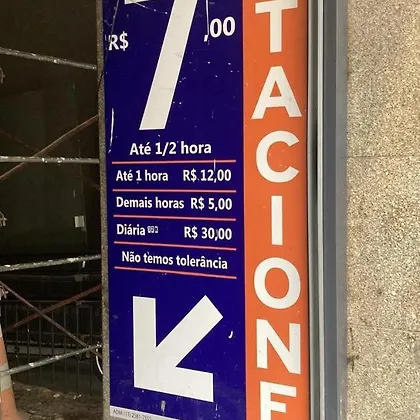 R$ 7,00
Até 1/2 hora
Até 1 hora R$ 12,00
Demais horas R$ 5,00
Diária R$ 30,00
Não temos tolerância
TACIONE